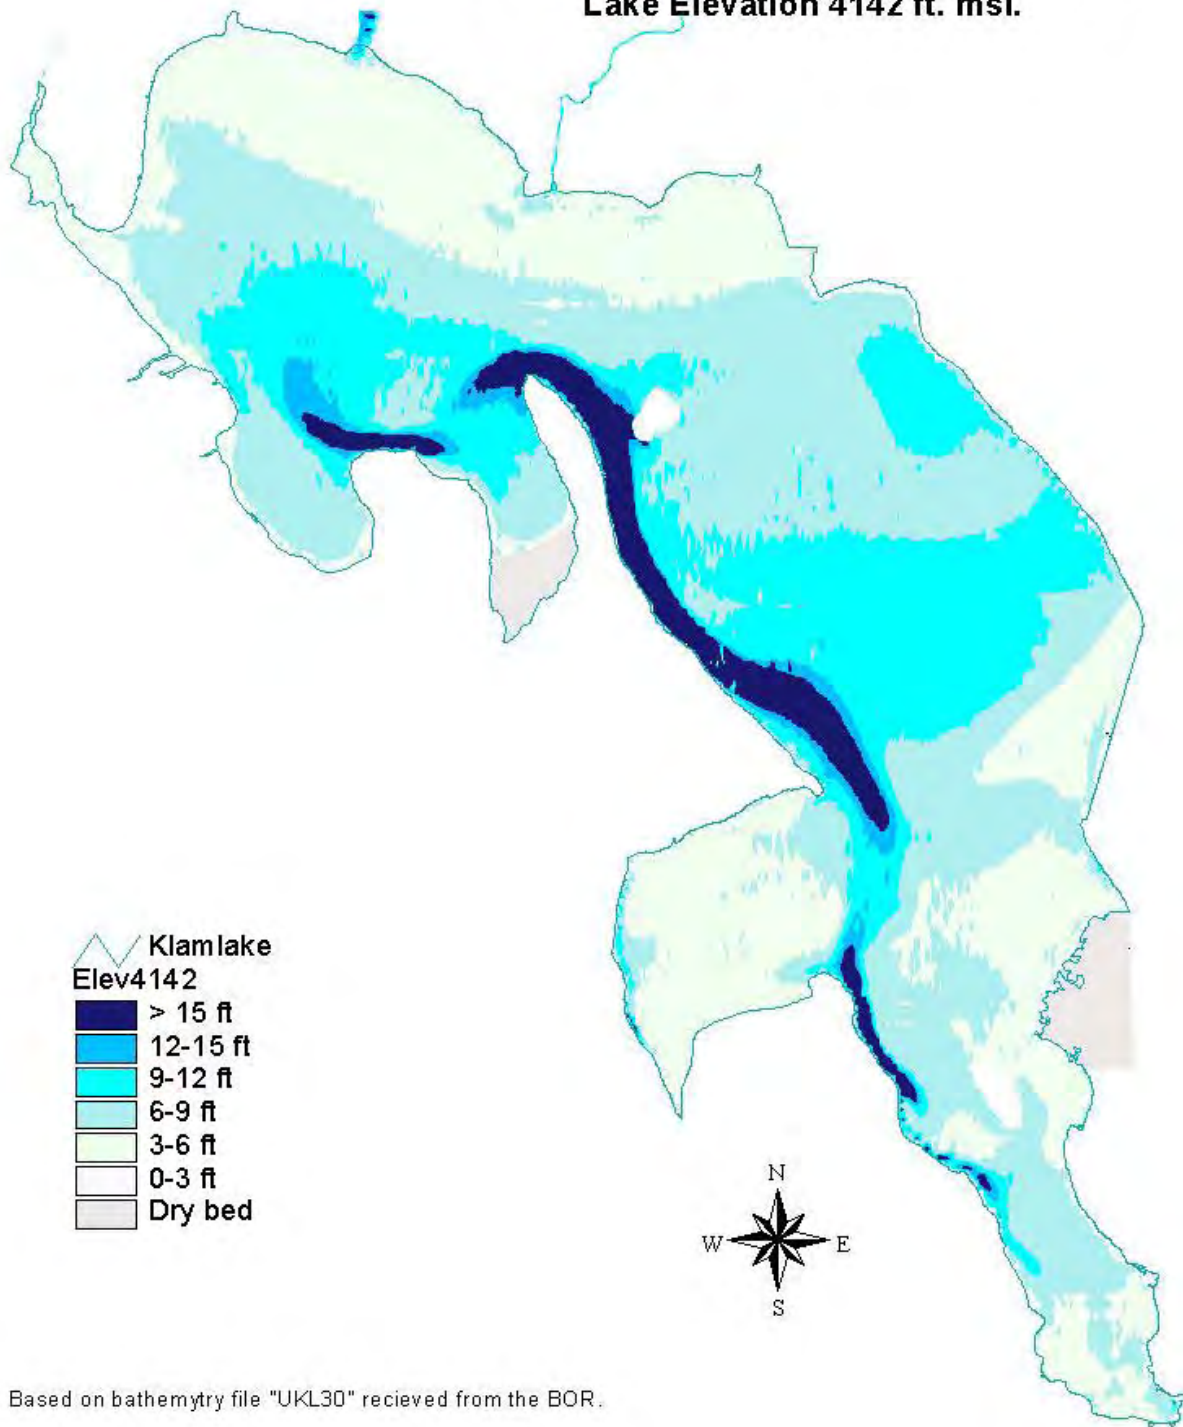 Lake Elevation 4142 ft. msl.
Klamlake
Elev4142
> 15 ft
12-15 ft
9-12 ft
6-9 ft
3-6 ft
0-3 ft
Dry bed
N
W E
S
Based on bathemytry file "UKL30" recieved from the BOR.